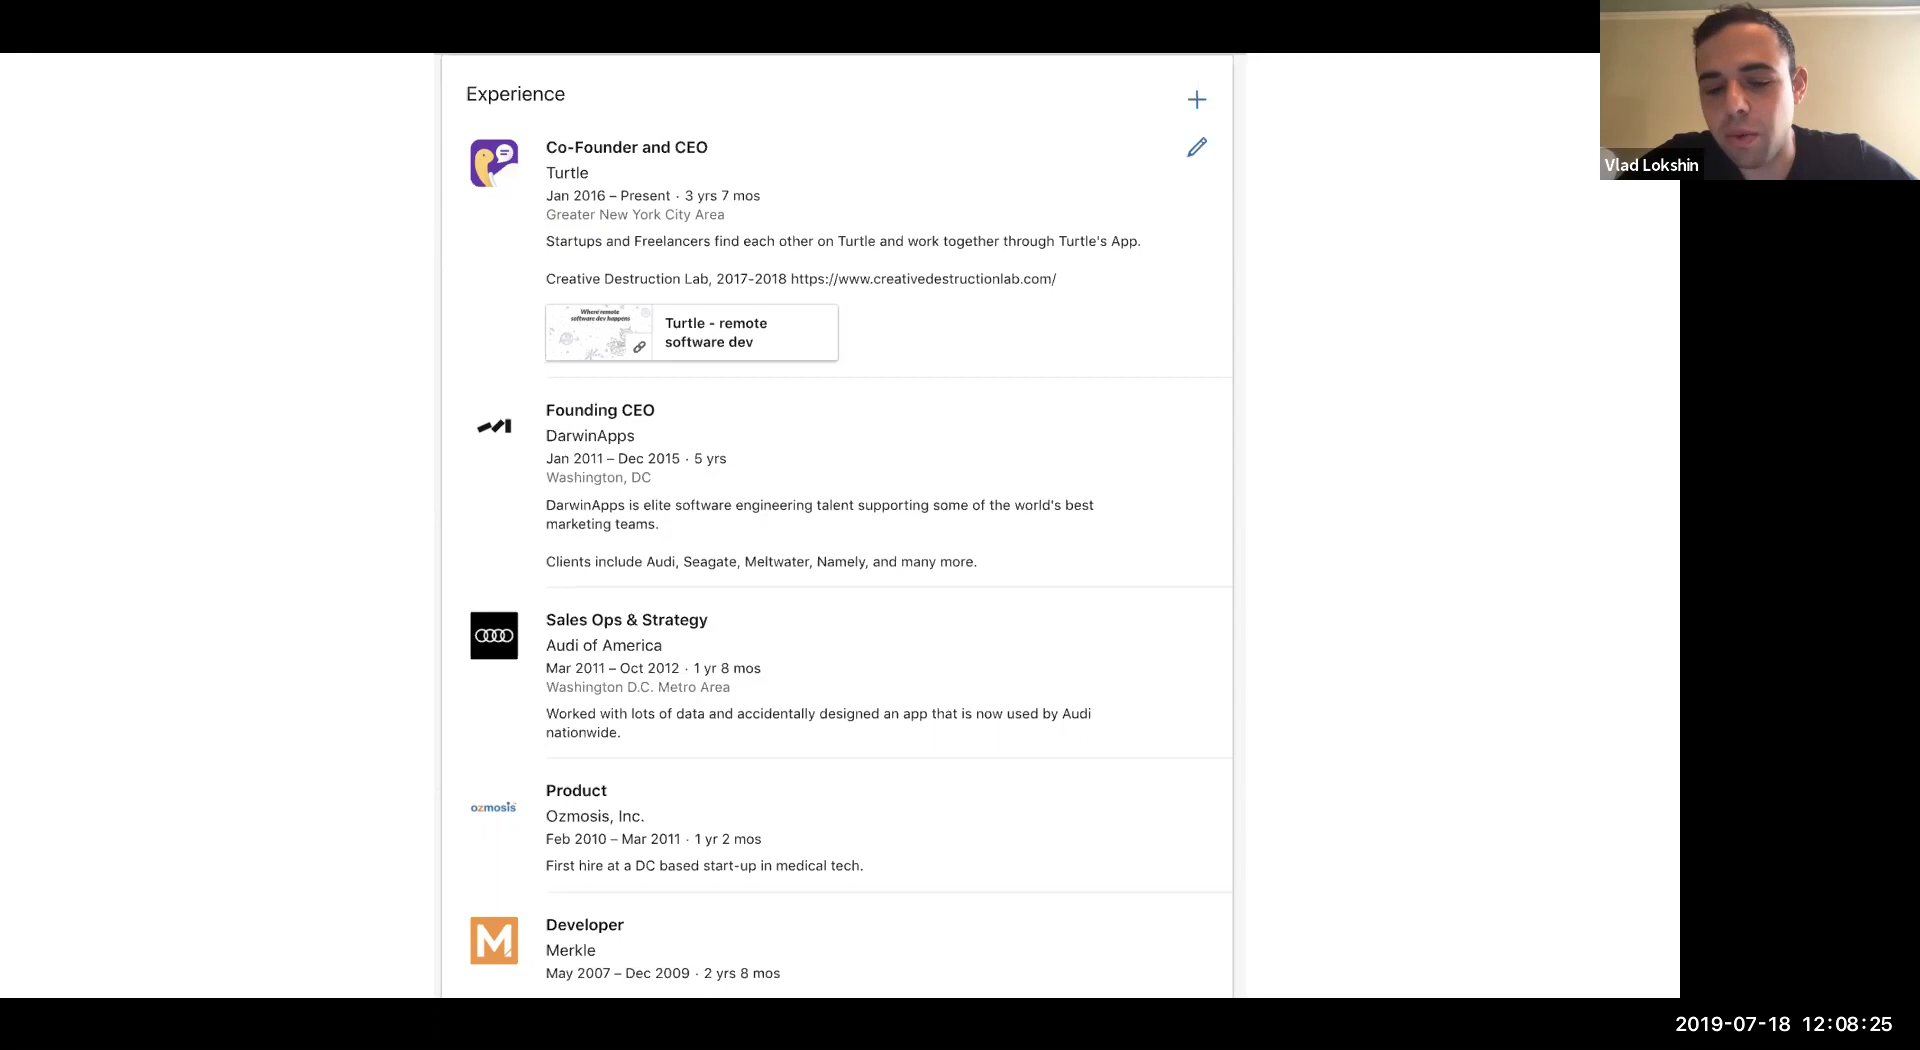 Experience
Co-Founder and CEO
Turtle
Jan 2016 – Present · 3 yrs 7 mos
Greater New York City Area
Startups and Freelancers find each other on Turtle and work together through Turtle's App.
Creative Destruction Lab, 2017-2018 https://www.creativedestructionlab.com/
Where remote
software dev happens
Turtle - remote
software dev
Founding CEO
DarwinApps
Jan 2011 – Dec 2015 · 5 yrs
Washington, DC
DarwinApps is elite software engineering talent supporting some of the world's best
marketing teams.
Clients include Audi, Seagate, Meltwater, Namely, and many more.
Sales Ops & Strategy
Audi of America
Mar 2011 – Oct 2012 · 1 yr 8 mos
Washington D.C. Metro Area
Worked with lots of data and accidentally designed an app that is now used by Audi
nationwide.
ozmosis
Product
Ozmosis, Inc.
Feb 2010 – Mar 2011 · 1 yr 2 mos
First hire at a DC based start-up in medical tech.
M
Developer
Merkle
May 2007 – Dec 2009 · 2 yrs 8 mos
Vlad Lokshin
2019-07-18 12:08:25